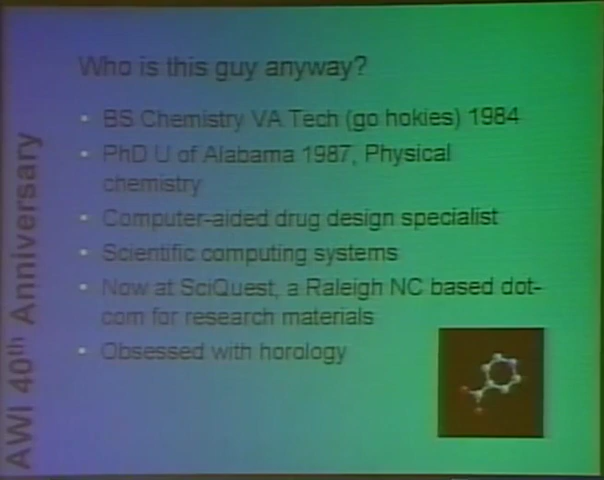 Who is this guy anyway?
• BS Chemistry VA Tech (go hokies) 1984
• PhD U of Alabama 1987, Physical
chemistry
• Computer-aided drug design specialist
• Scientific computing systems
• Now at SciQuest, a Raleigh NC based dot-
com for research materials
• Obsessed with horology
AWI 40th Anniversary